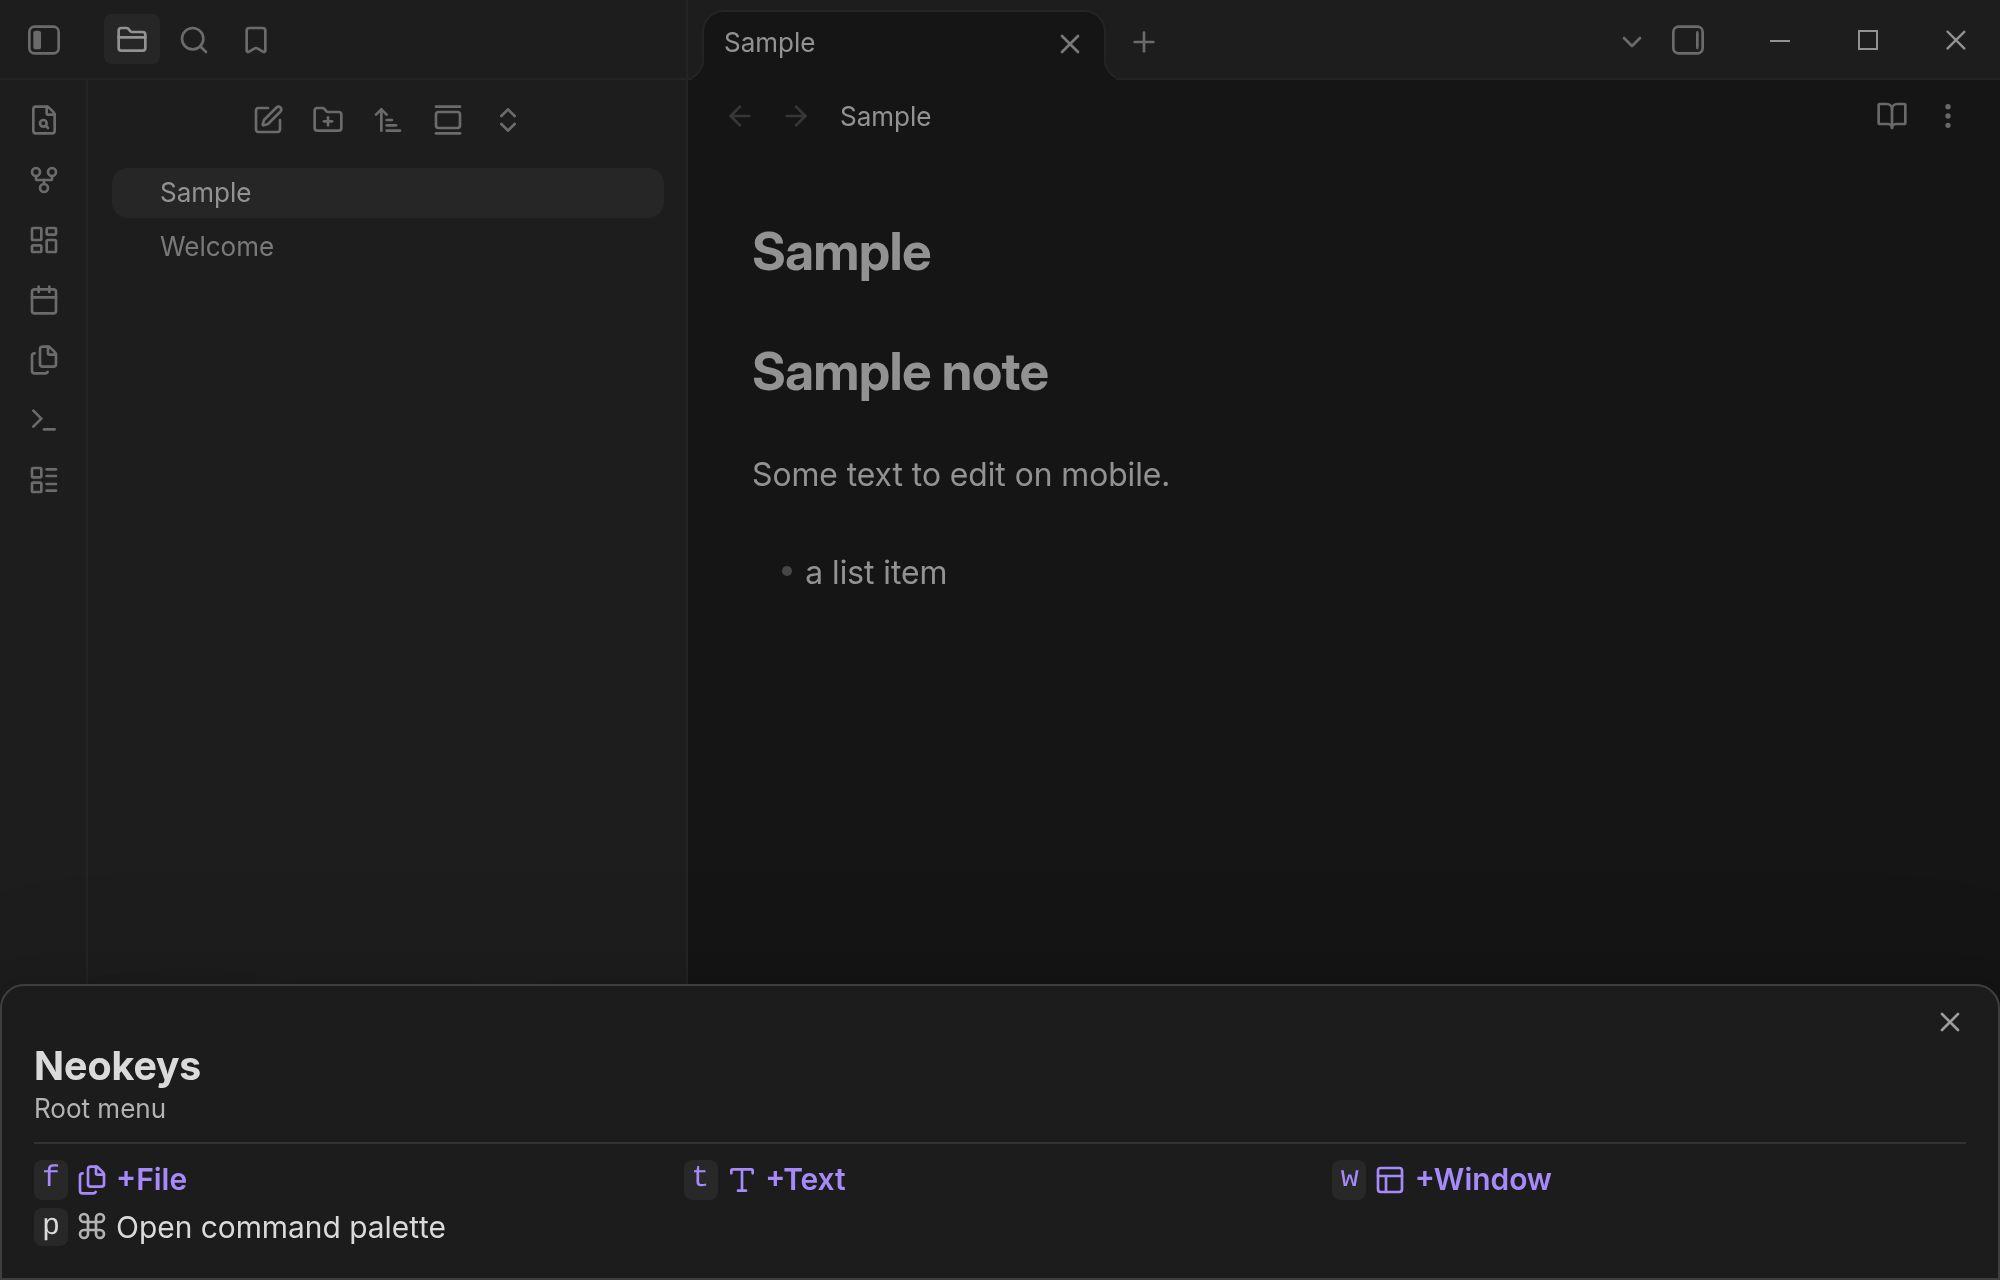 Sample
Sample
Sample
Welcome
Sample
Sample note
Some text to edit on mobile.
a list item
Neokeys
Root menu
f +File
t +Text
w +Window
p Open command palette